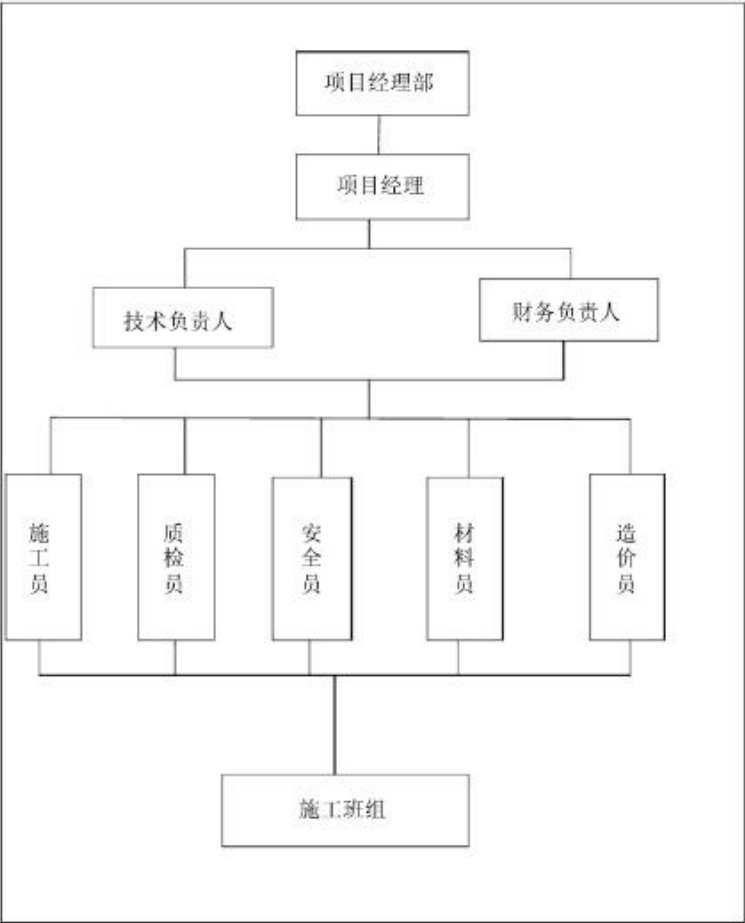 项目经理部
项目经理
技术负责人
财务负责人
施工员
质检员
安全员
材料员
造价员
施工班组